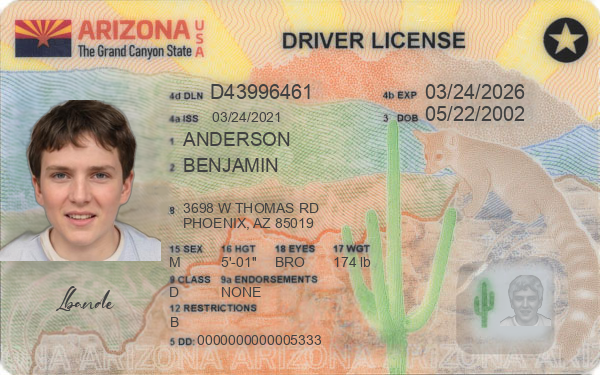 ARIZONA USA
The Grand Canyon State
DRIVER LICENSE
4d DLN D43996461
4b EXP 03/24/2026
4a ISS 03/24/2021
3 DOB 05/22/2002
1 ANDERSON
2 BENJAMIN
8 3698 W THOMAS RD
PHOENIX, AZ 85019
15 SEX 16 HGT 18 EYES 17 WGT
M 5'-01" BRO 174 lb
9 CLASS 9a ENDORSEMENTS
D NONE
12 RESTRICTIONS
B
5 DD: 0000000000005333
ARIZONA ARIZONA ARIZONA ARIZONA